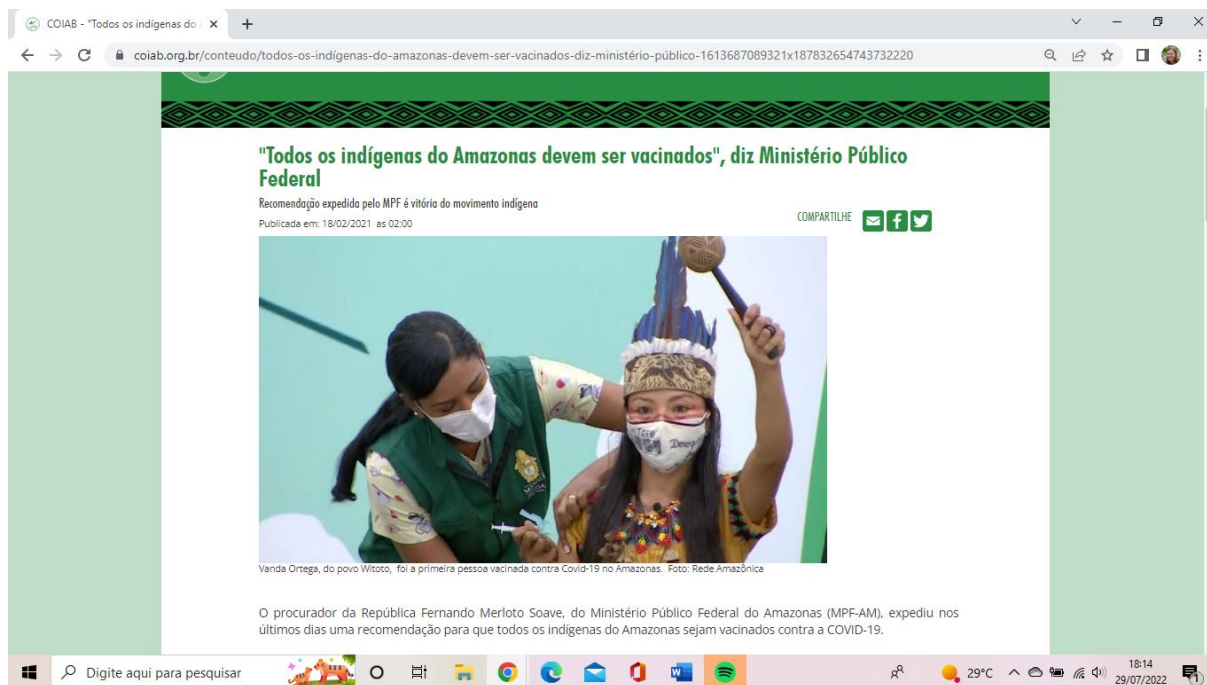 COIAB - "Todos os indígenas do
coiab.org.br/conteudo/todos-os-indígenas-do-amazonas-devem-ser-vacinados-diz-ministério-público-1613687089321x187832654743732220
"Todos os indígenas do Amazonas devem ser vacinados", diz Ministério Público
Federal
Recomendação expedida pelo MPF é vitória do movimento indígena
Publicada em: 18/02/2021 as 02:00
COMPARTILHE
Vanda Ortega, do povo Witoto, foi a primeira pessoa vacinada contra Covid-19 no Amazonas. Foto: Rede Amazônica
O procurador da República Fernando Merloto Soave, do Ministério Público Federal do Amazonas (MPF-AM), expediu nos
últimos dias uma recomendação para que todos os indígenas do Amazonas sejam vacinados contra a COVID-19.
Digite aqui para pesquisar
29°C
18:14
29/07/2022
1